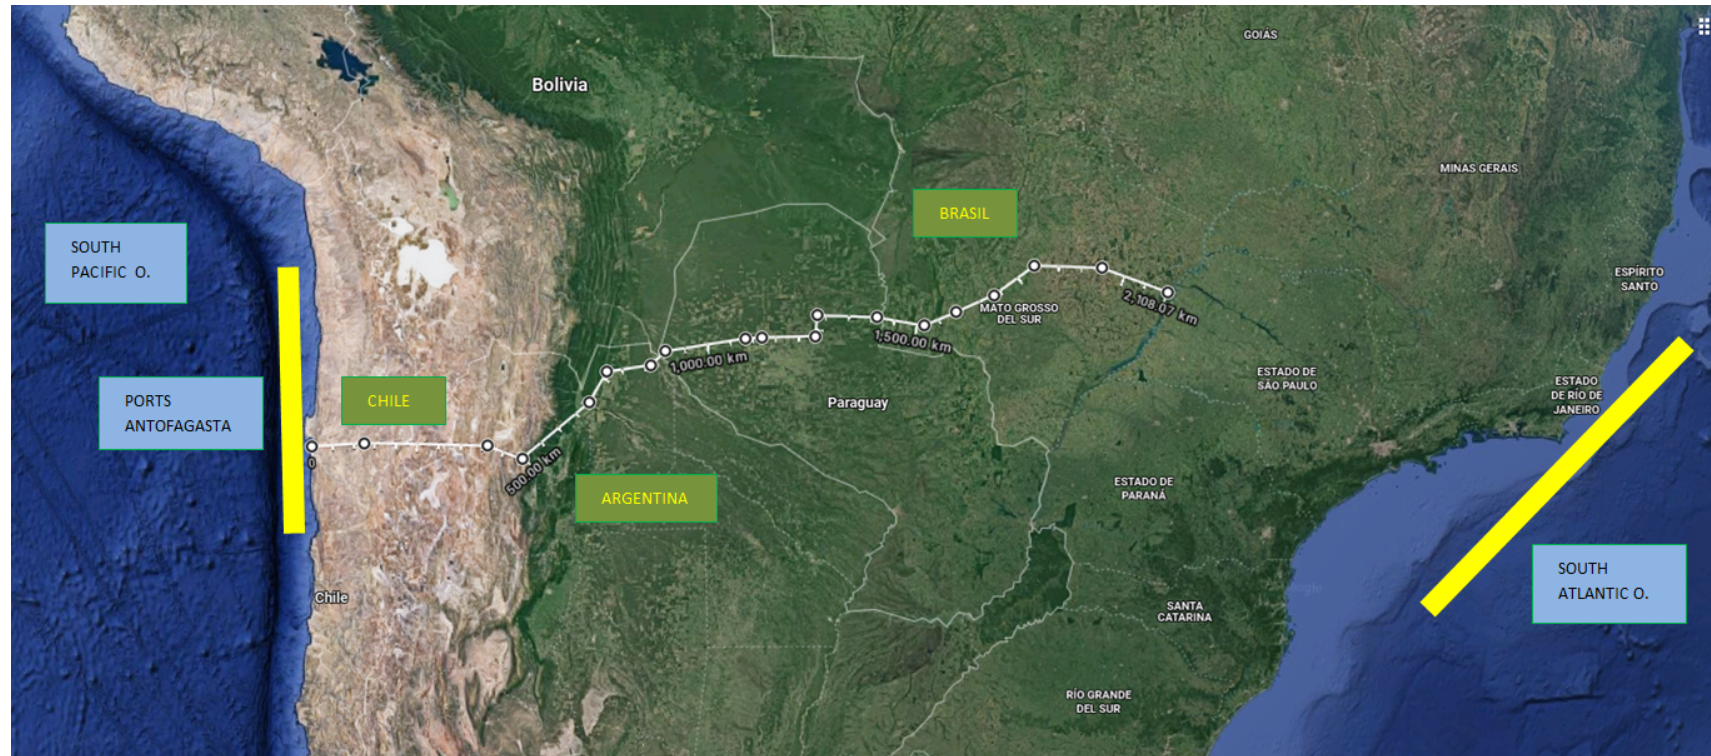 GOIÁS
Bolivia
MINAS GERAIS
BRASIL
SOUTH
PACIFIC O.
ESPÍRITO
SANTO
2,108.07 km
MATO GROSSO
DEL SUR
1,500.00 km
1,000.00 km
ESTADO DE
SÃO PAULO
ESTADO
DE RÍO DE
JANEIRO
PORTS
ANTOFAGASTA
CHILE
Paraguay
0
500.00 km
ARGENTINA
ESTADO DE
PARANÁ
SOUTH
ATLANTIC O.
Chile
SANTA
CATARINA
RÍO GRANDE
DEL SUR